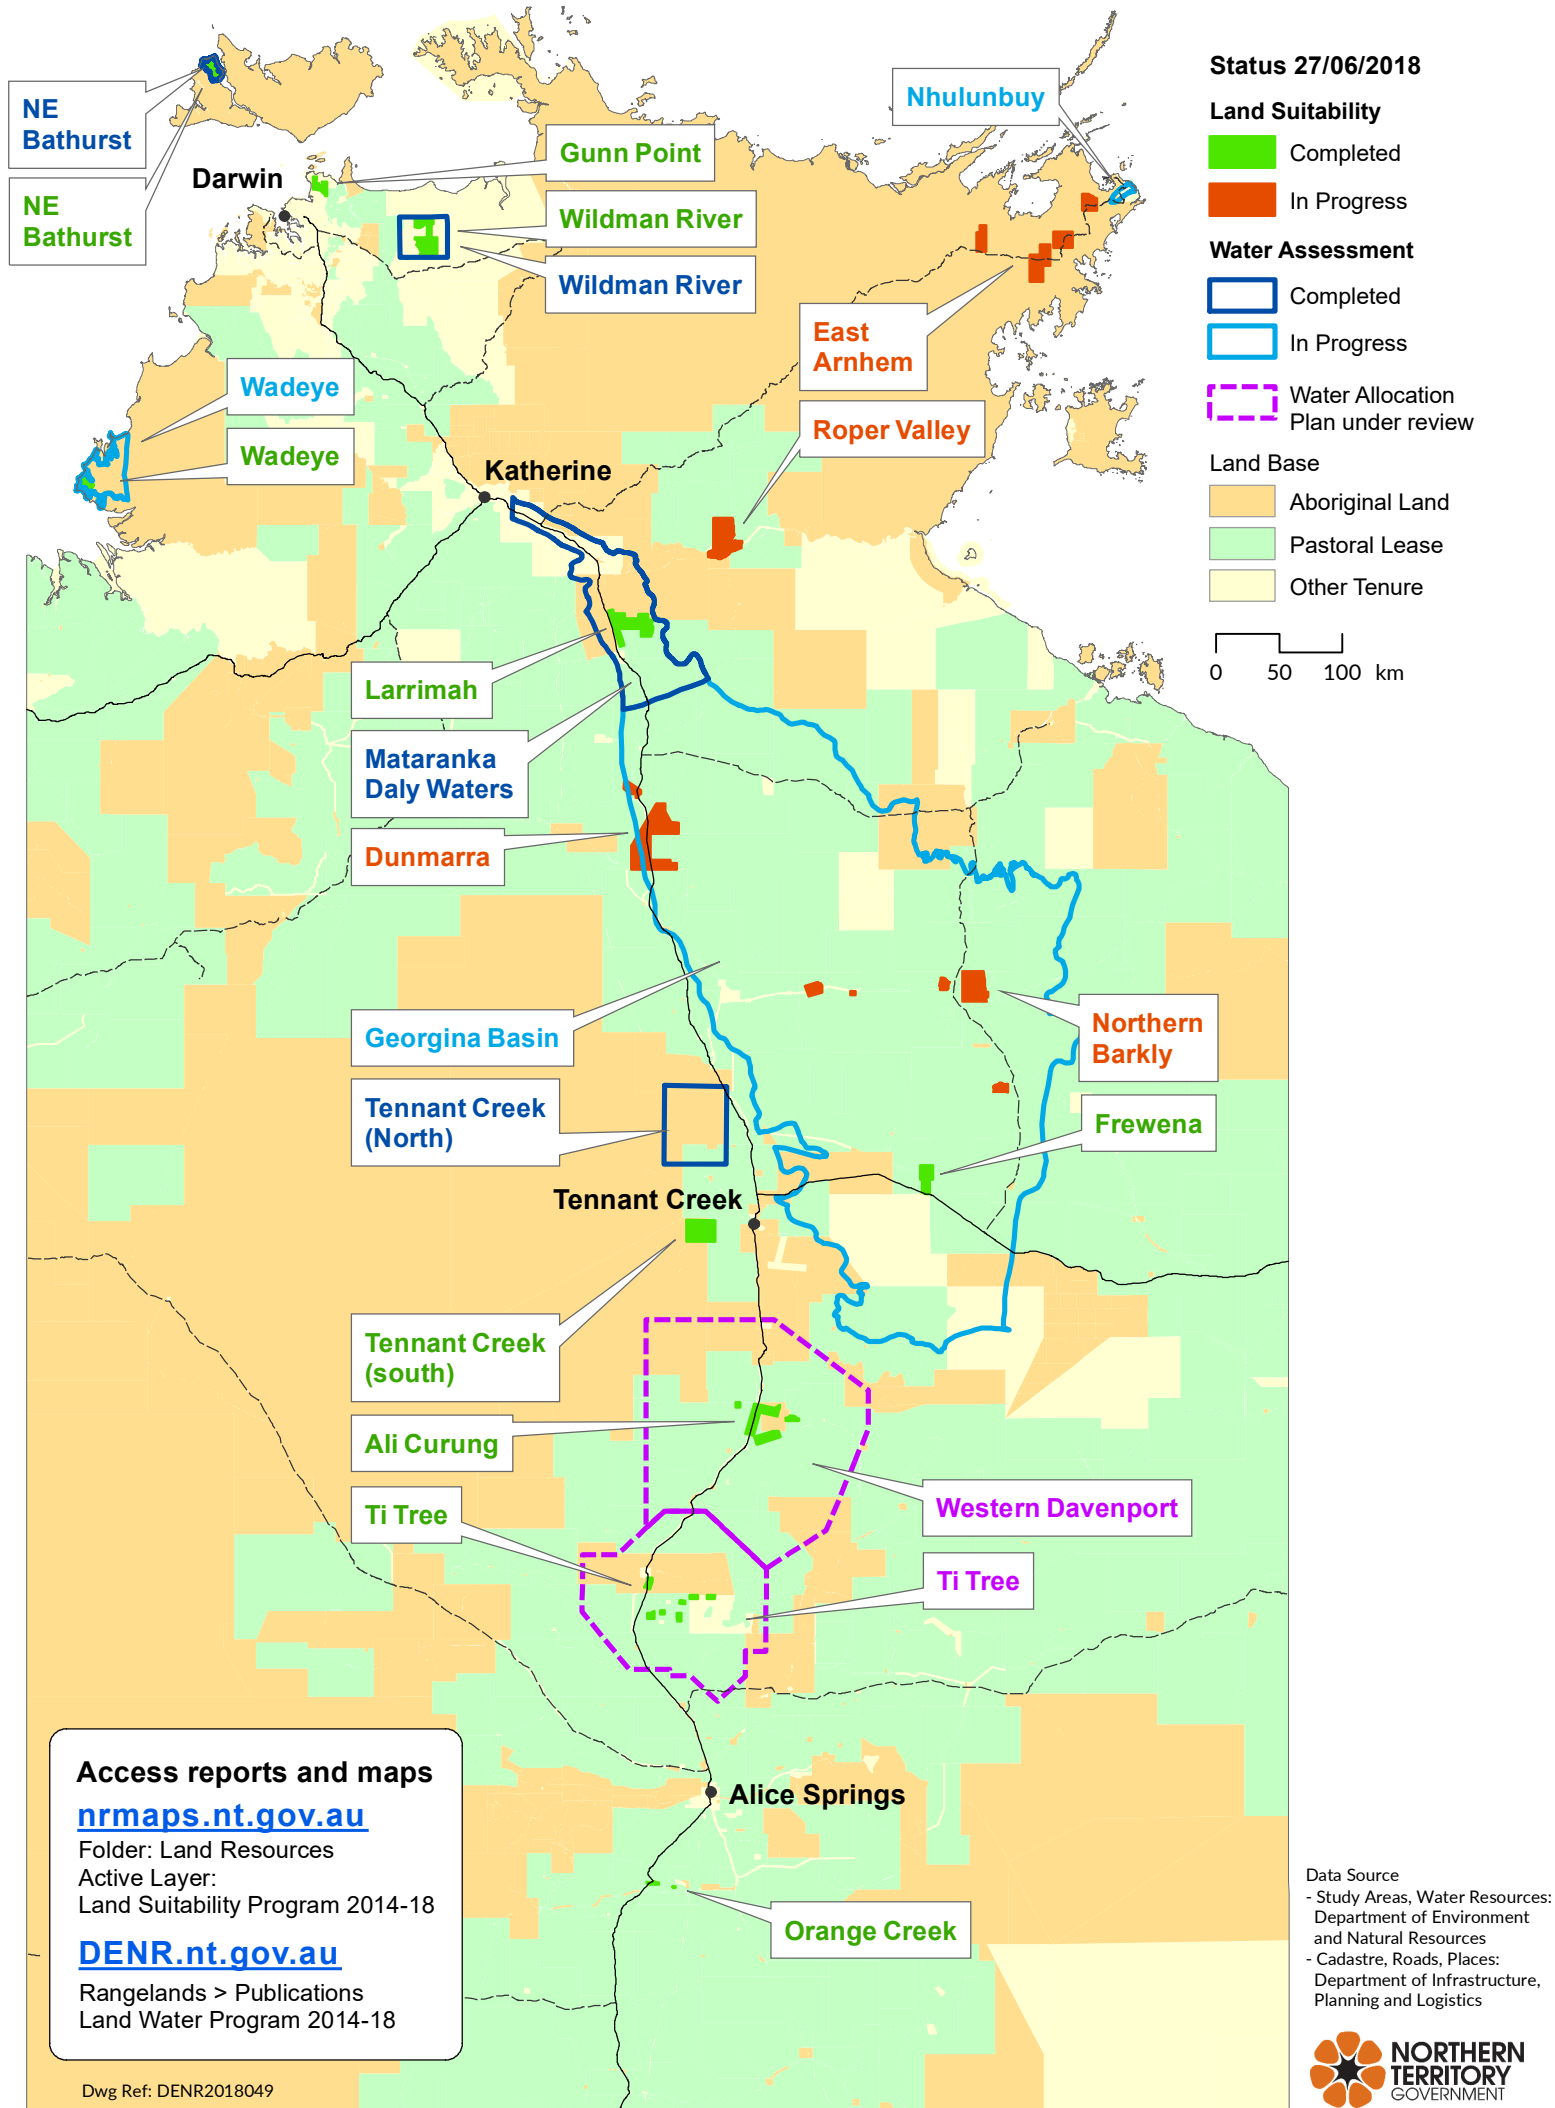 NE
Bathurst
NE
Bathurst
Darwin
Gunn Point
Wildman River
Wildman River
Nhulunbuy
East
Arnhem
Wadeye
Wadeye
Roper Valley
Katherine
Larrimah
Mataranka
Daly Waters
Dunmarra
Georgina Basin
Northern
Barkly
Tennant Creek
(North)
Frewena
Tennant Creek
Tennant Creek
(south)
Ali Curung
Western Davenport
Ti Tree
Ti Tree
Alice Springs
Orange Creek
Status 27/06/2018
Land Suitability
Completed
In Progress
Water Assessment
Completed
In Progress
Water Allocation
Plan under review
Land Base
Aboriginal Land
Pastoral Lease
Other Tenure
0 50 100 km
Access reports and maps
nrmaps.nt.gov.au
Folder: Land Resources
Active Layer:
Land Suitability Program 2014-18
DENR.nt.gov.au
Rangelands > Publications
Land Water Program 2014-18
Dwg Ref: DENR2018049
Data Source
- Study Areas, Water Resources:
Department of Environment
and Natural Resources
- Cadastre, Roads, Places:
Department of Infrastructure,
Planning and Logistics
NORTHERN
TERRITORY
GOVERNMENT